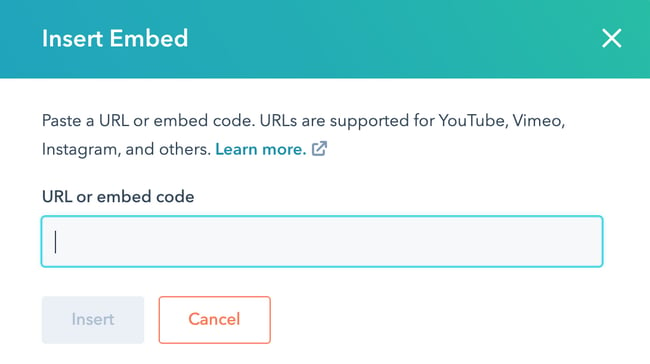 Insert Embed
Paste a URL or embed code. URLs are supported for YouTube, Vimeo,
Instagram, and others. Learn more.
URL or embed code
Insert
Cancel